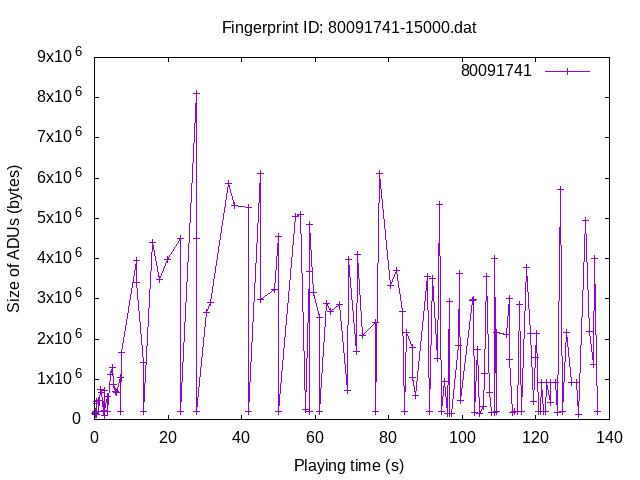 Fingerprint ID: 80091741-15000.dat
80091741
9x10^6
8x10^6
7x10^6
6x10^6
5x10^6
4x10^6
3x10^6
2x10^6
1x10^6
0
Size of ADUs (bytes)
0 20 40 60 80 100 120 140
Playing time (s)